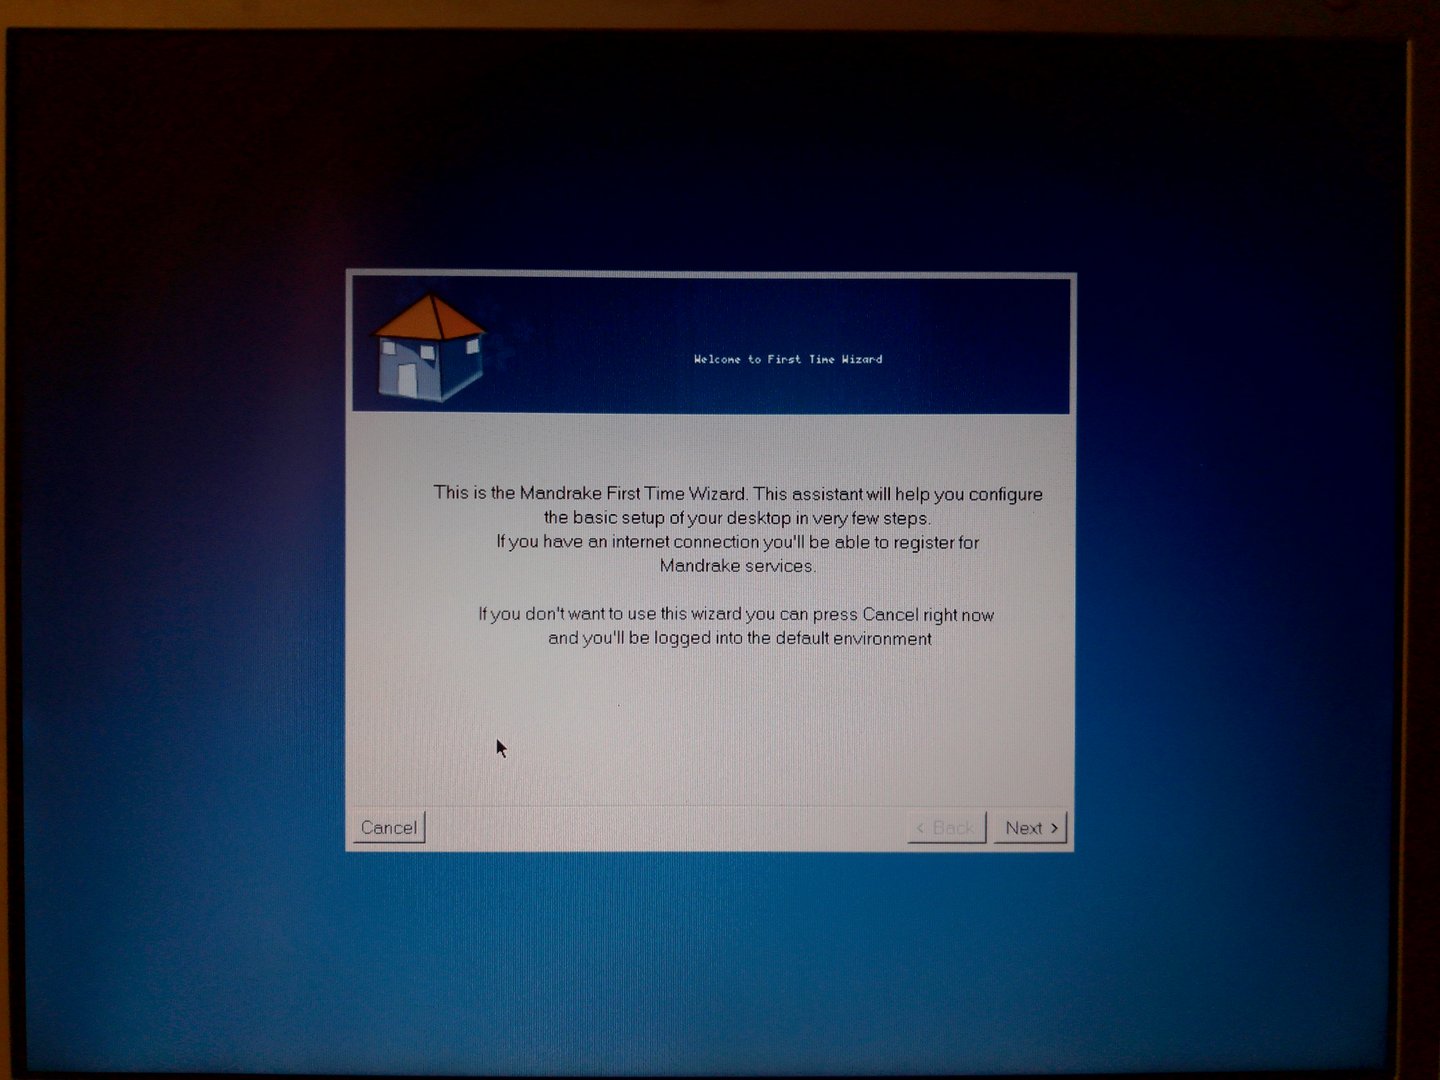 Welcome to First Time Wizard
This is the Mandrake First Time Wizard. This assistant will help you configure
the basic setup of your desktop in very few steps.
If you have an internet connection you'll be able to register for
Mandrake services.
If you don't want to use this wizard you can press Cancel right now
and you'll be logged into the default environment
Cancel
< Back
Next >